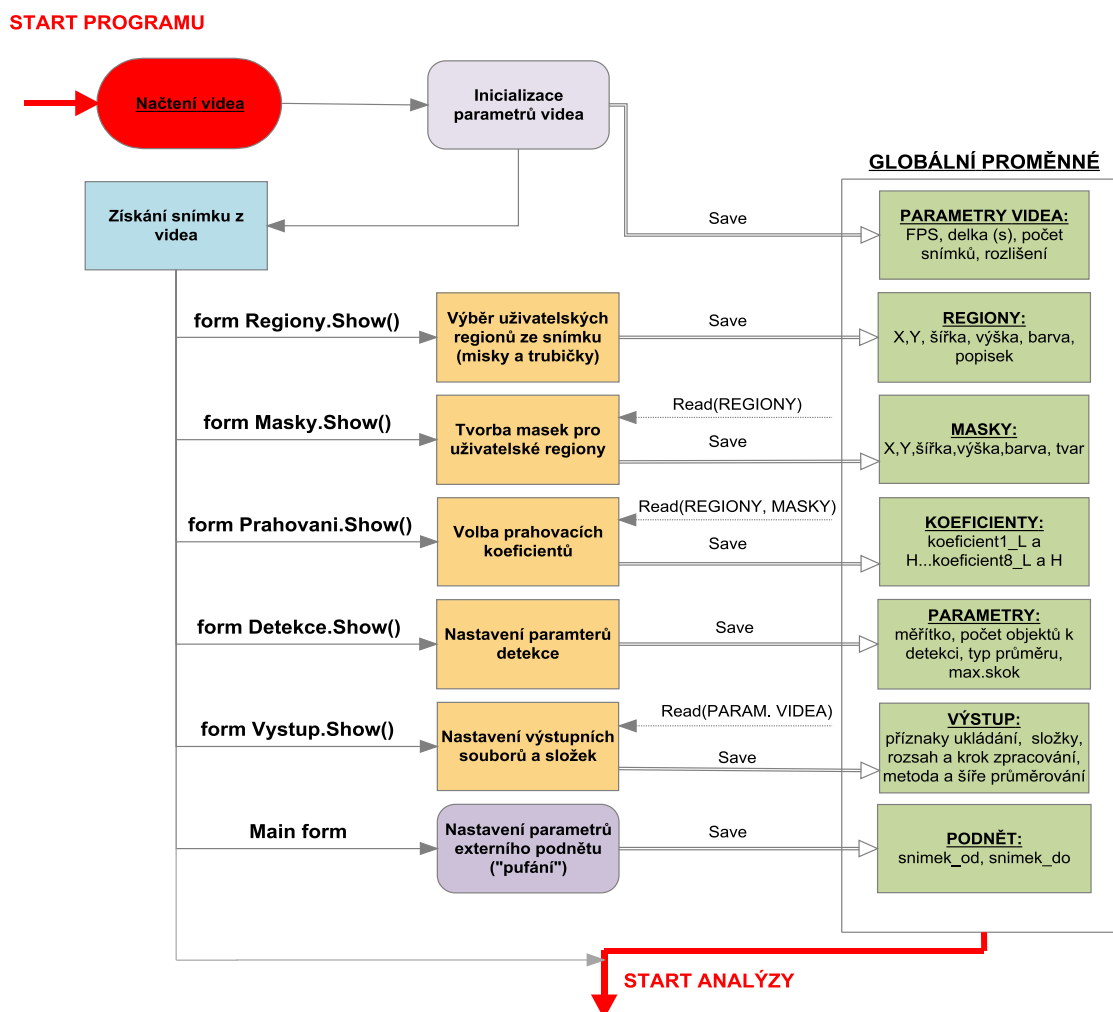 START PROGRAMU
Načtení videa
Inicializace
parametrů videa
GLOBÁLNÍ PROMĚNNÉ
Získání snímku z
videa
Save
PARAMETRY VIDEA:
FPS, delka (s), počet
snímků, rozlišení
form Regiony.Show()
Výběr uživatelských
regionů ze snímku
(misky a trubičky)
Save
REGIONY:
X,Y, šířka, výška, barva,
popisek
form Masky.Show()
Tvorba masek pro
uživatelské regiony
Read(REGIONY)
Save
MASKY:
X,Y,šířka,výška,barva, tvar
form Prahovani.Show()
Volba prahovacích
koeficientů
Read(REGIONY, MASKY)
Save
KOEFICIENTY:
koeficient1_L a
H...koeficient8_L a H
form Detekce.Show()
Nastavení paramterů
detekce
Save
PARAMETRY:
měřítko, počet objektů k
detekci, typ průměru,
max.skok
form Vystup.Show()
Nastavení výstupních
souborů a složek
Read(PARAM. VIDEA)
Save
VÝSTUP:
příznaky ukládání, složky,
rozsah a krok zpracování,
metoda a šíře průměrování
Main form
Nastavení parametrů
externího podnětu
("pufání")
Save
PODNĚT:
snimek_od, snimek_do
START ANALÝZY